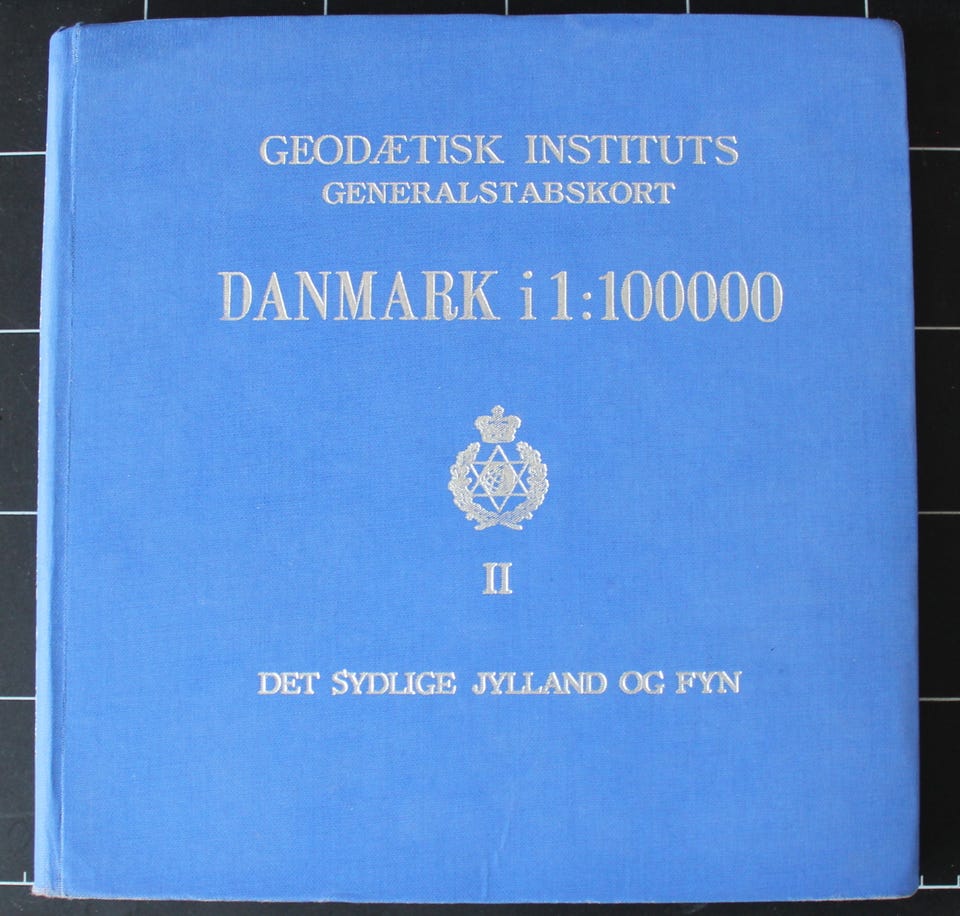 GEODÆTISK INSTITUTS
GENERALSTABSKORT
DANMARK i 1:100000
II
DET SYDLIGE JYLLAND OG FYN